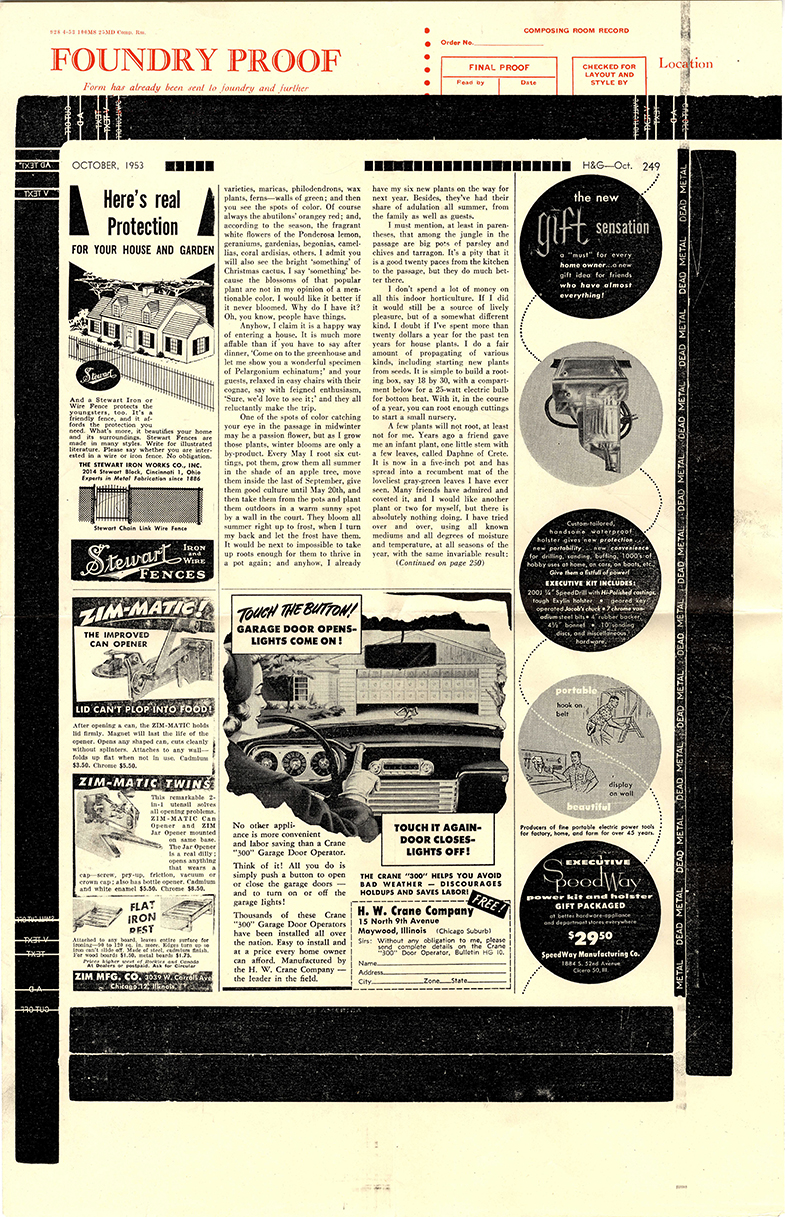 824 4-53 100MS 25MD Comp. Rm.
COMPOSING ROOM RECORD
Order No.
FOUNDRY PROOF
FINAL PROOF
Read by
Date
CHECKED FOR
LAYOUT AND
STYLE BY
Location
Form has already been sent to foundry and further
OCTOBER, 1953
H&G—Oct. 249
Here's real
Protection
FOR YOUR HOUSE AND GARDEN
Stewart
And a Stewart Iron or
Wire Fence protects the
youngsters, too. It's a
friendly fence, and it af-
fords the protection you
need. What's more, it beautifies your home
and its surroundings. Stewart Fences are
made in many styles. Write for illustrated
literature. Please say whether you are inter-
ested in a wire or iron fence. No obligation.
THE STEWART IRON WORKS CO., INC.
2014 Stewart Block, Cincinnati 1, Ohio
Experts in Metal Fabrication since 1886
Stewart Chain Link Wire Fence
Stewart IRON
and
WIRE
FENCES
ZIM-MATIC!
THE IMPROVED
CAN OPENER
LID CAN'T PLOP INTO FOOD!
After opening a can, the ZIM-MATIC holds
lid firmly. Magnet will last the life of the
opener. Opens any shaped can, cuts cleanly
without splinters. Attaches to any wall—
folds up flat when not in use. Cadmium
$3.50. Chrome $5.50.
ZIM-MATIC TWINS
This remarkable 2-
in-1 utensil solves
all opening problems.
ZIM-MATIC Can
Opener and ZIM
Jar Opener mounted
on same base.
The Jar Opener
is a real dilly;
opens anything
that wears a
cap—screw, pry-up, friction, vacuum or
crown cap; also has bottle opener. Cadmium
and white enamel $5.50. Chrome $8.50.
FLAT
IRON
REST
Attached to any board, leaves entire surface for
ironing—90 to 120 sq. in. more. Edges turn up so
iron can't slide off. Made of steel, cadmium finish.
For wood boards $1.50, metal boards $1.75.
Prices higher west of Rockies and Canada
At Dealers or postpaid. Ask for Circular
ZIM MFG. CO. 3039 W. Carroll Ave.
Chicago 12, Illinois
varieties, maricas, philodendrons, wax
plants, ferns—walls of green; and then
you see the spots of color. Of course
always the abutilons' orangey red; and,
according to the season, the fragrant
white flowers of the Ponderosa lemon,
geraniums, gardenias, begonias, camel-
lias, coral ardisias, others. I admit you
will also see the bright 'something' of
Christmas cactus. I say 'something' be-
cause the blossoms of that popular
plant are not in my opinion of a men-
tionable color. I would like it better if
it never bloomed. Why do I have it?
Oh, you know, people have things.
Anyhow, I claim it is a happy way
of entering a house. It is much more
affable than if you have to say after
dinner, 'Come on to the greenhouse and
let me show you a wonderful specimen
of Pelargonium echinatum;' and your
guests, relaxed in easy chairs with their
cognac, say with feigned enthusiasm,
'Sure, we'd love to see it;' and they all
reluctantly make the trip.
One of the spots of color catching
your eye in the passage in midwinter
may be a passion flower, but as I grow
those plants, winter blooms are only a
by-product. Every May I root six cut-
tings, pot them, grow them all summer
in the shade of an apple tree, move
them inside the last of September, give
them good culture until May 20th, and
then take them from the pots and plant
them outdoors in a warm sunny spot
by a wall in the court. They bloom all
summer right up to frost, when I turn
my back and let the frost have them.
It would be next to impossible to take
up roots enough for them to thrive in
a pot again; and anyhow, I already
have my six new plants on the way for
next year. Besides, they've had their
share of adulation all summer, from
the family as well as guests.
I must mention, at least in paren-
theses, that among the jungle in the
passage are big pots of parsley and
chives and tarragon. It's a pity that it
is a good twenty paces from the kitchen
to the passage, but they do much bet-
ter there.
I don't spend a lot of money on
all this indoor horticulture. If I did
it would still be a source of lively
pleasure, but of a somewhat different
kind. I doubt if I've spent more than
twenty dollars a year for the past ten
years for house plants. I do a fair
amount of propagating of various
kinds, including starting new plants
from seeds. It is simple to build a root-
ing box, say 18 by 30, with a compart-
ment below for a 25-watt electric bulb
for bottom heat. With it, in the course
of a year, you can root enough cuttings
to start a small nursery.
A few plants will not root, at least
not for me. Years ago a friend gave
me an infant plant, one little stem with
a few leaves, called Daphne of Crete.
It is now in a five-inch pot and has
spread into a recumbent mat of the
loveliest gray-green leaves I have ever
seen. Many friends have admired and
coveted it, and I would like another
plant or two for myself, but there is
absolutely nothing doing. I have tried
over and over, using all known
mediums and all degrees of moisture
and temperature, at all seasons of the
year, with the same invariable result:
(Continued on page 250)
TOUCH THE BUTTON!
GARAGE DOOR OPENS-
LIGHTS COME ON!
No other appli-
ance is more convenient
and labor saving than a Crane
"300" Garage Door Operator.
Think of it! All you do is
simply push a button to open
or close the garage doors —
and to turn on or off the
garage lights!
Thousands of these Crane
"300" Garage Door Operators
have been installed all over
the nation. Easy to install and
at a price every home owner
can afford. Manufactured by
the H. W. Crane Company —
the leader in the field.
TOUCH IT AGAIN-
DOOR CLOSES-
LIGHTS OFF!
THE CRANE "300" HELPS YOU AVOID
BAD WEATHER — DISCOURAGES
HOLDUPS AND SAVES LABOR!
FREE!
H. W. Crane Company
15 North 9th Avenue
Maywood, Illinois (Chicago Suburb)
Sirs: Without any obligation to me, please
send complete details on the Crane
"300" Door Operator, Bulletin HG 10.
Name
Address
City Zone State
the new
gift sensation
a "must" for every
home owner...a new
gift idea for friends
who have almost
everything!
Custom-tailored,
handsome waterproof
holster gives new protection...
new portability... new convenience
for drilling, sanding, buffing, 1000's of
hobby uses at home, on cars, on boats, etc.
Give them a fistful of power!
EXECUTIVE KIT INCLUDES:
200J ¼" SpeedDrill with Hi-Polished castings,
tough Exylin holster • geared key
operated Jacob's chuck • 7 chrome van-
adium steel bits • 4" rubber backer,
4½" bonnet • 10 sanding
discs, and miscellaneous
hardware.
portable
hook on
belt
display
on wall
beautiful
Producers of fine portable electric power tools
for factory, home, and farm for over 45 years.
EXECUTIVE
SpeedWay
power kit and holster
GIFT PACKAGED
at better hardware-appliance
and department stores everywhere
$29.50
SpeedWay Manufacturing Co.
1884 S. 52nd Avenue
Cicero 50, Ill.
METAL DEAD METAL DEAD METAL DEAD METAL DEAD METAL DEAD METAL DEAD METAL DEAD METAL DEAD METAL
AD TEXT
V TEXT
V-TEXT
TEXT
A-D
CUT OFF